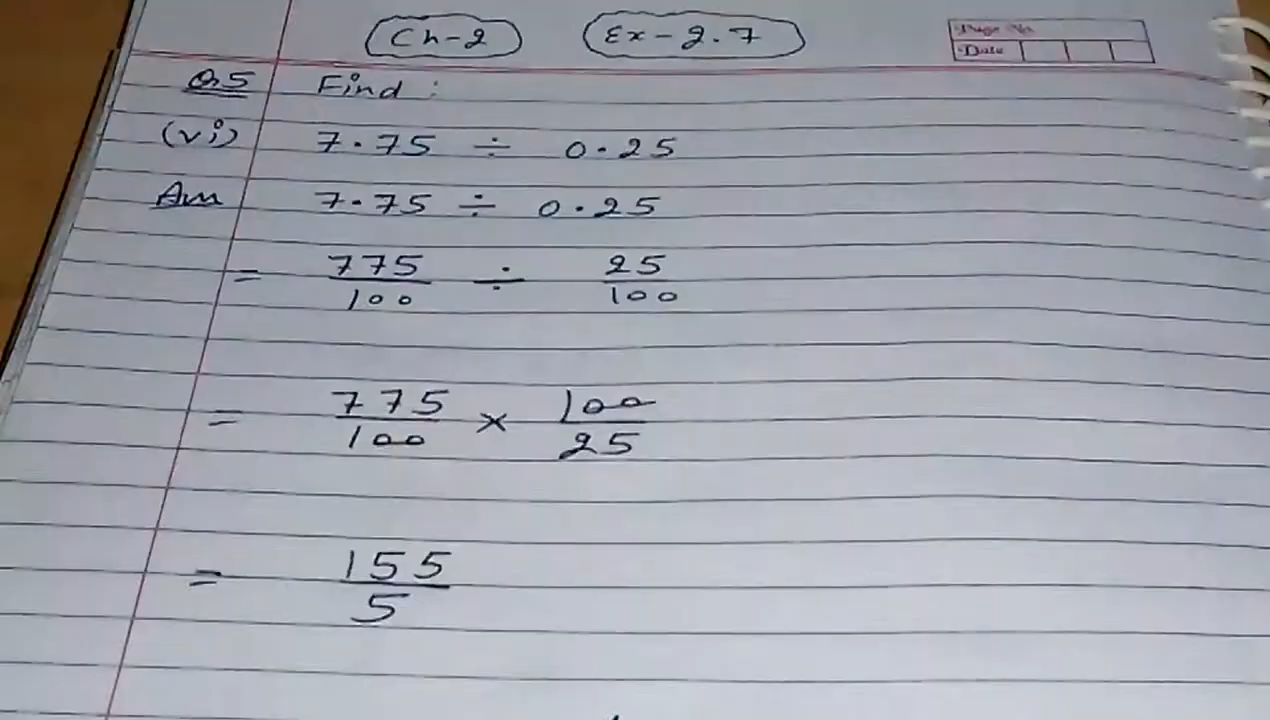 Ch-2 Ex-2.7
Page No.
Date
Q.5 Find :
(vi) 7.75 ÷ 0.25
Ans 7.75 ÷ 0.25
= 775/100 ÷ 25/100
= 775/100 × 100/25
= 155/5